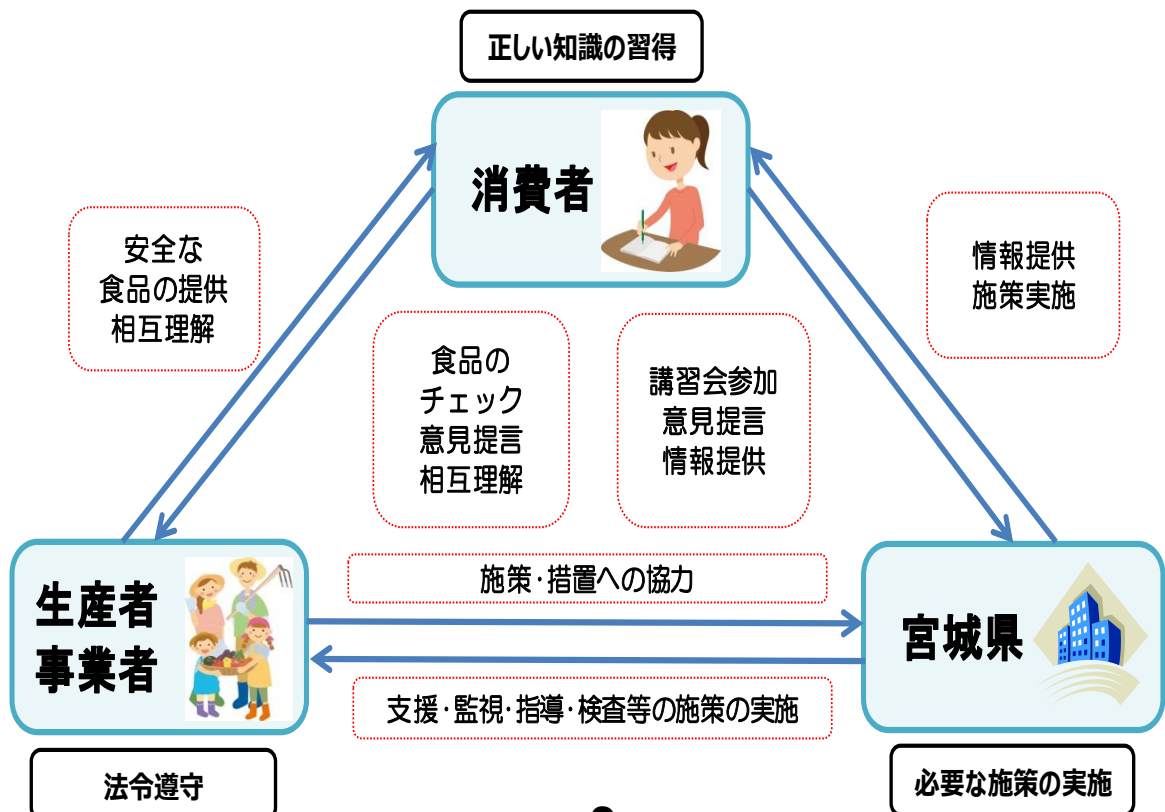 正しい知識の習得
消費者
安全な
食品の提供
相互理解
情報提供
施策実施
食品の
チェック
意見提言
相互理解
講習会参加
意見提言
情報提供
生産者
事業者
施策・措置への協力
宮城県
支援・監視・指導・検査等の施策の実施
法令遵守
必要な施策の実施